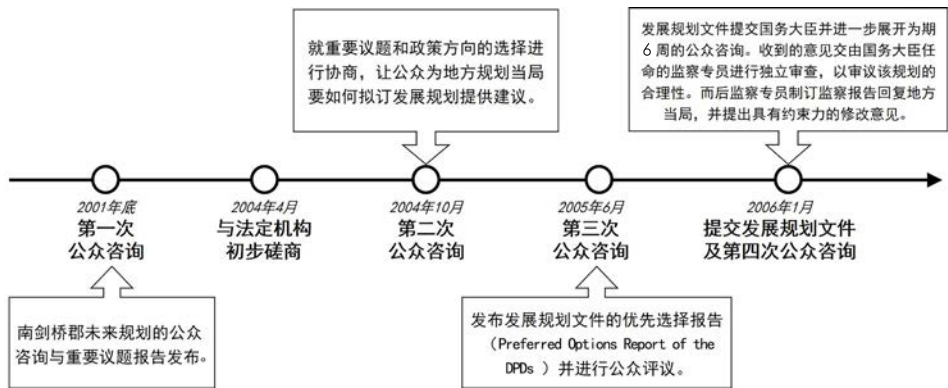 就重要议题和政策方向的选择进
行协商，让公众为地方规划当局
要如何拟订发展规划提供建议。
发展规划文件提交国务大臣并进一步展开为期
6周的公众咨询。收到的意见交由国务大臣任
命的监察专员进行独立审查，以审议该规划的
合理性。而后监察专员制订监察报告回复地方
当局，并提出具有约束力的修改意见。
2001年底
第一次
公众咨询
2004年4月
与法定机构
初步磋商
2004年10月
第二次
公众咨询
2005年6月
第三次
公众咨询
2006年1月
提交发展规划文件
及第四次公众咨询
南剑桥郡未来规划的公众
咨询与重要议题报告发布。
发布发展规划文件的优先选择报告
（Preferred Options Report of the
DPDs ）并进行公众评议。